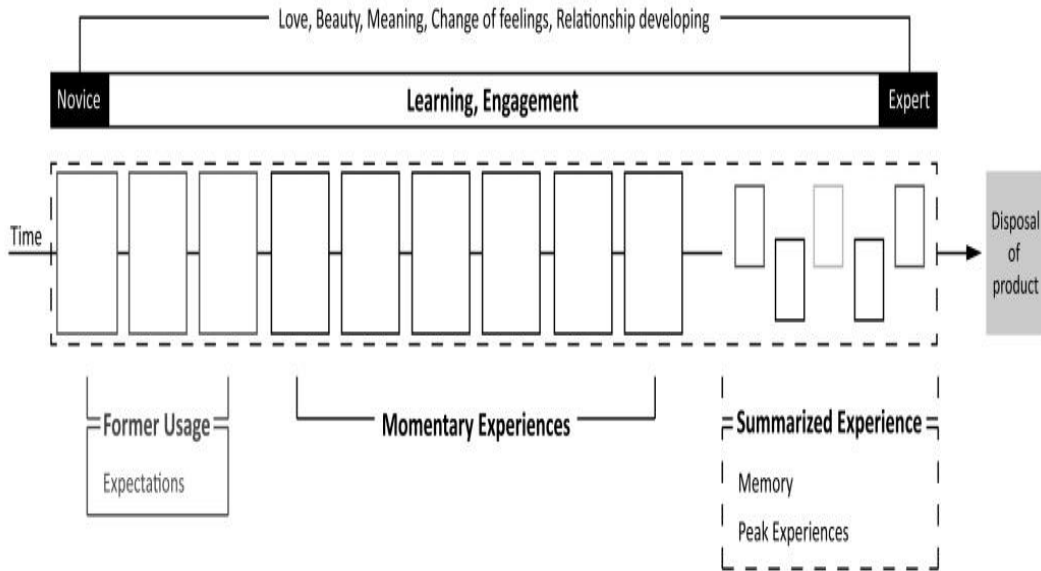 Love, Beauty, Meaning, Change of feelings, Relationship developing
Novice
Learning, Engagement
Expert
Time
Disposal
of
product
Former Usage
Expectations
Momentary Experiences
Summarized Experience
Memory
Peak Experiences